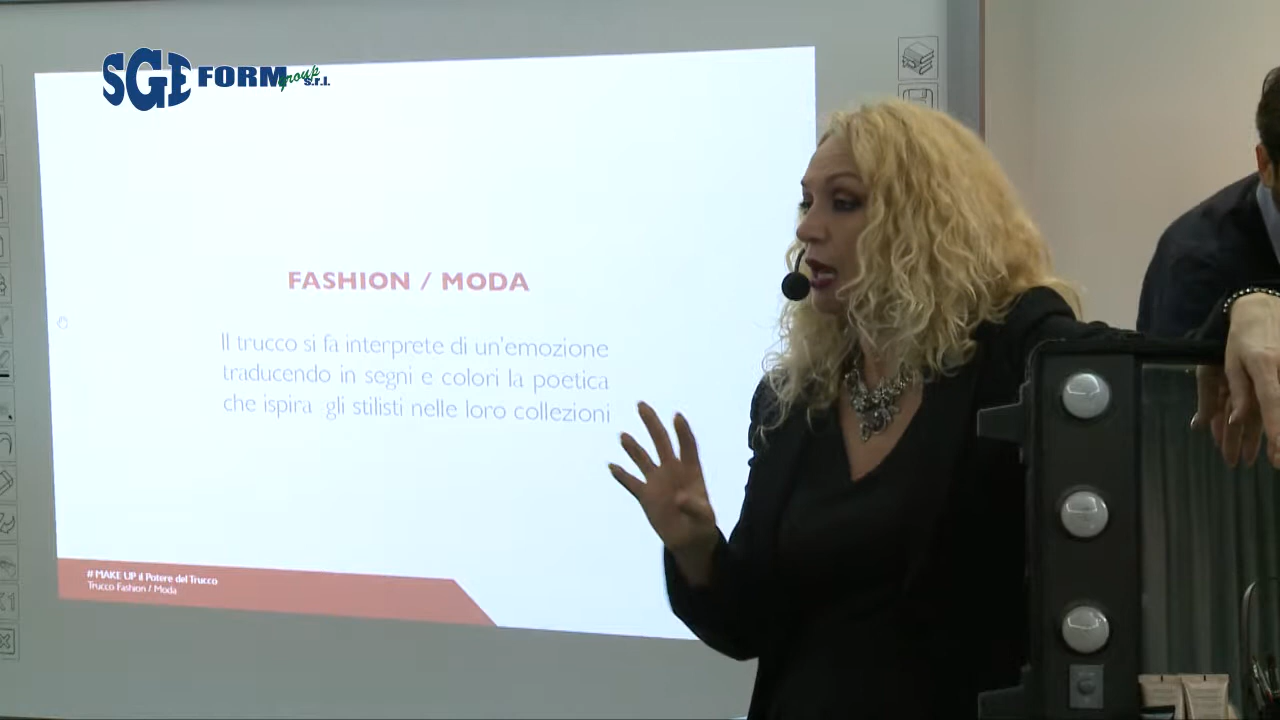 SGE FORM group s.r.l.
FASHION / MODA
Il trucco si fa interprete di un'emozione
traducendo in segni e colori la poetica
che ispira gli stilisti nelle loro collezioni
# MAKE UP il Potere del Trucco
Trucco Fashion / Moda